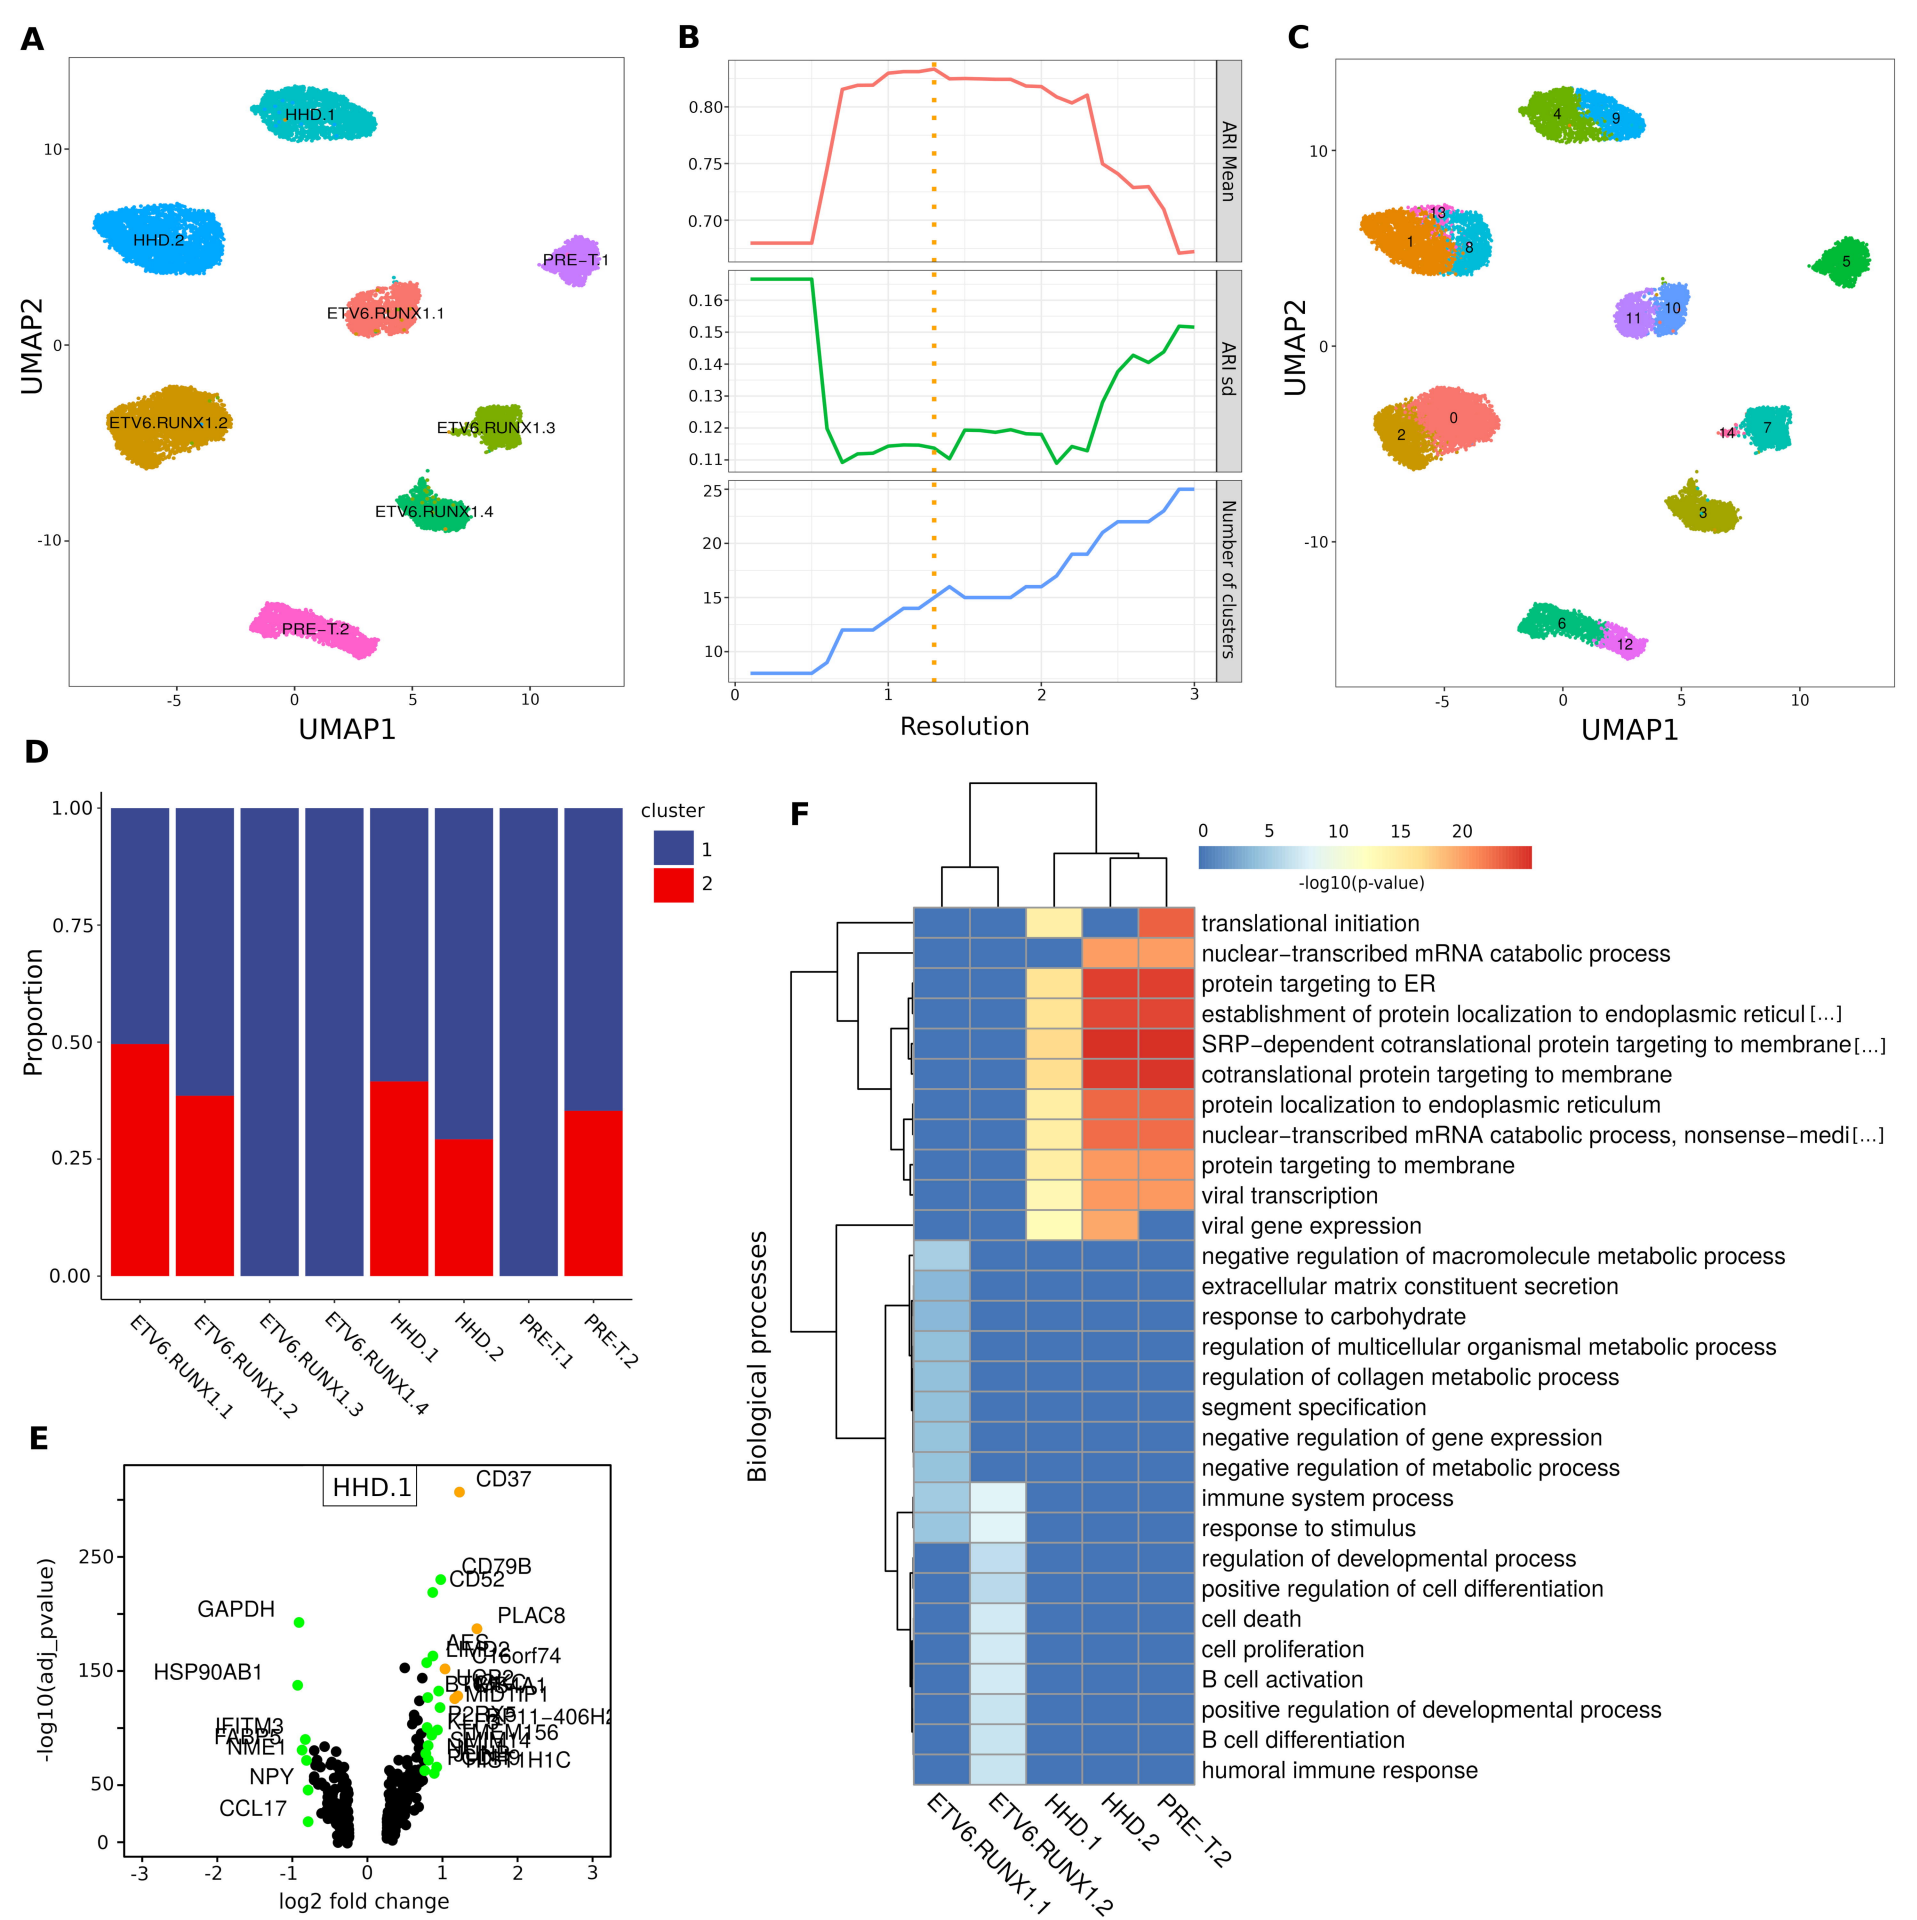 A
HHD.1
HHD.2
PRE−T.1
ETV6.RUNX1.1
ETV6.RUNX1.2
ETV6.RUNX1.3
ETV6.RUNX1.4
PRE−T.2
10
0
-10
-5
0
5
10
UMAP1
UMAP2
B
0.80
0.75
0.70
ARI Mean
0.16
0.15
0.14
0.13
0.12
0.11
ARI sd
25
20
15
10
Number of clusters
0
1
2
3
Resolution
C
4
9
13
1
8
5
11
10
0
2
14
7
3
6
12
10
0
-10
-5
0
5
10
UMAP1
UMAP2
D
1.00
0.75
0.50
0.25
0.00
Proportion
cluster
1
2
ETV6.RUNX1.1
ETV6.RUNX1.2
ETV6.RUNX1.3
ETV6.RUNX1.4
HHD.1
HHD.2
PRE-T.1
PRE-T.2
E
HHD.1
CD37
CD79B
CD52
GAPDH
PLAC8
AES
LIMD2
C16orf74
HSP90AB1
MID1IP1
P2RX5
RP11−406H2
IFITM3
FABP5
NME1
TMEM156
HIST1H1C
NPY
CCL17
250
150
50
0
-3
-2
-1
0
1
2
3
log2 fold change
-log10(adj_pvalue)
F
0
5
10
15
20
-log10(p-value)
translational initiation
nuclear−transcribed mRNA catabolic process
protein targeting to ER
establishment of protein localization to endoplasmic reticul [...]
SRP−dependent cotranslational protein targeting to membrane[...]
cotranslational protein targeting to membrane
protein localization to endoplasmic reticulum
nuclear−transcribed mRNA catabolic process, nonsense−medi[...]
protein targeting to membrane
viral transcription
viral gene expression
negative regulation of macromolecule metabolic process
extracellular matrix constituent secretion
response to carbohydrate
regulation of multicellular organismal metabolic process
regulation of collagen metabolic process
segment specification
negative regulation of gene expression
negative regulation of metabolic process
immune system process
response to stimulus
regulation of developmental process
positive regulation of cell differentiation
cell death
cell proliferation
B cell activation
positive regulation of developmental process
B cell differentiation
humoral immune response
Biological processes
ETV6.RUNX1.1
ETV6.RUNX1.2
HHD.1
HHD.2
PRE−T.2